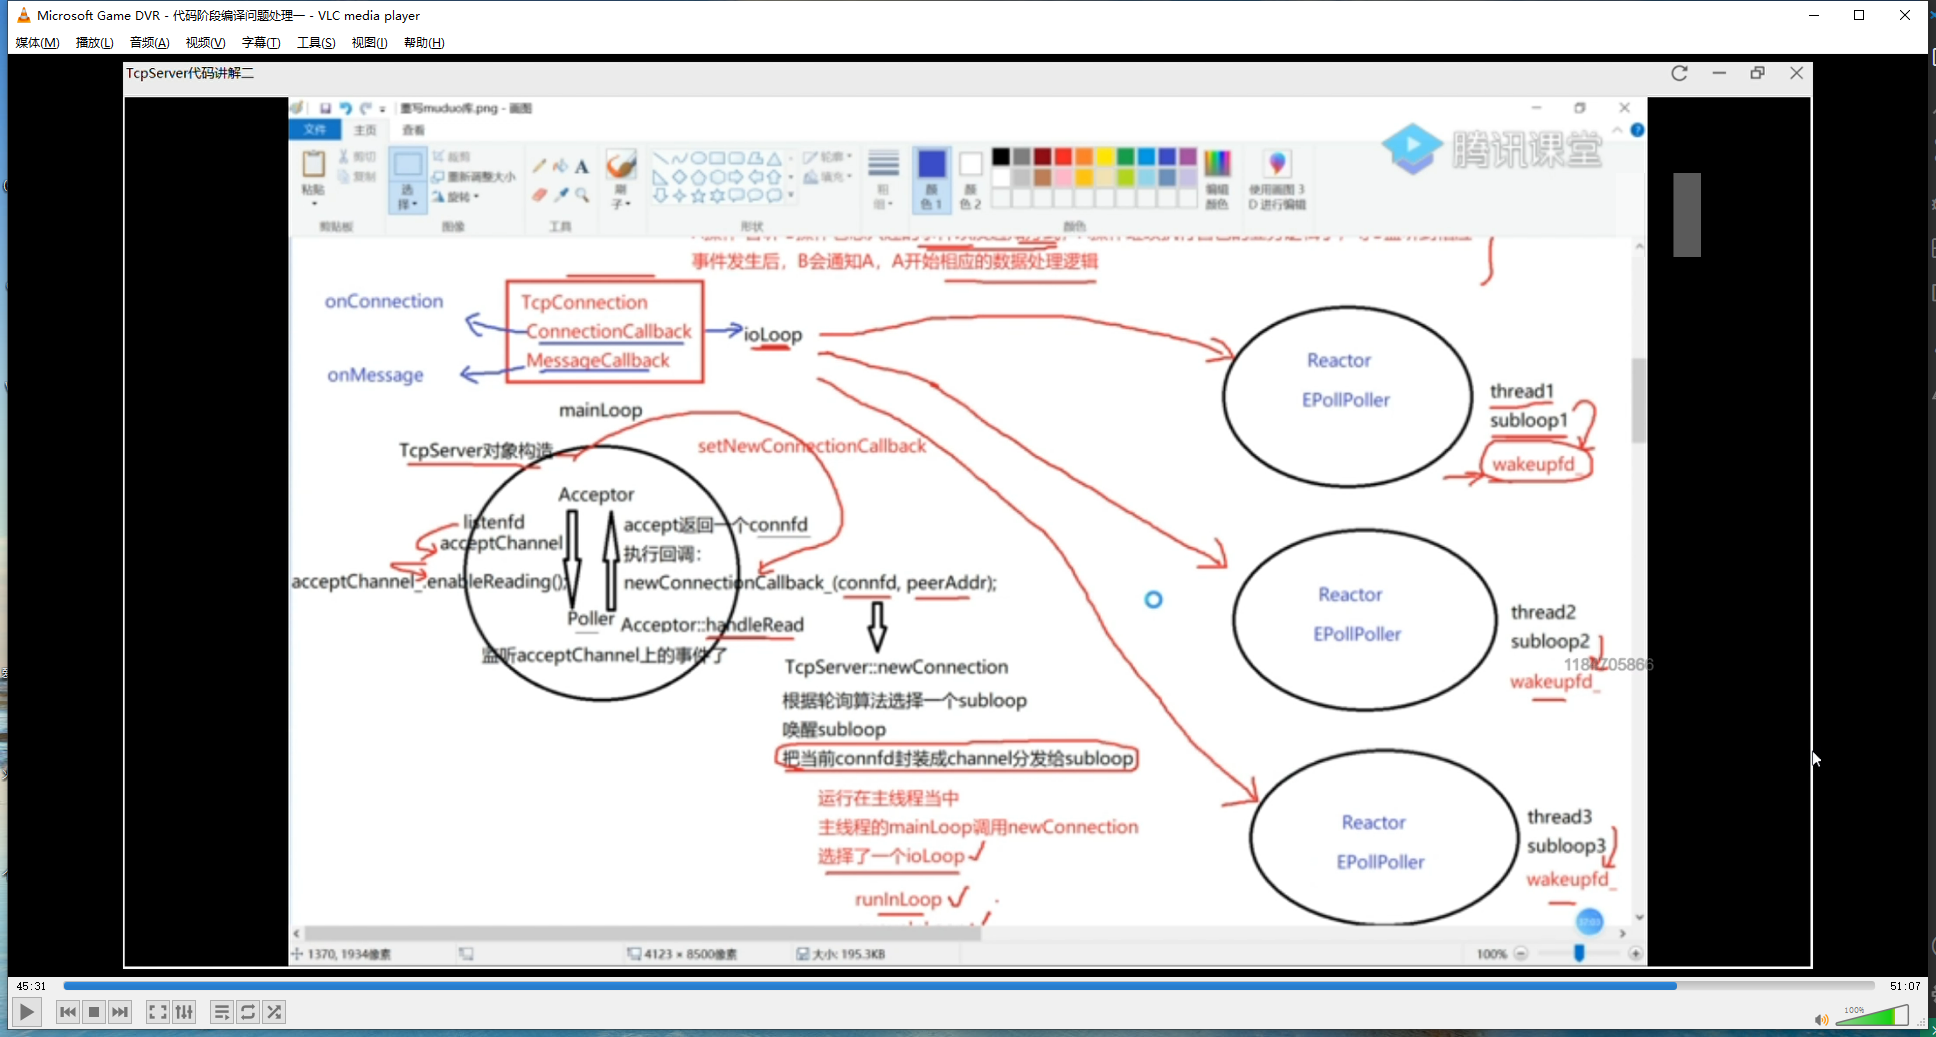 Microsoft Game DVR - 代码阶段编译问题处理一 - VLC media player
媒体(M) 播放(L) 音频(A) 视频(V) 字幕(T) 工具(S) 视图(I) 帮助(H)
TcpServer代码讲解二
重写muduo库.png - 画图
文件 主页 查看
腾讯课堂
粘贴
剪切
复制
选择
裁剪
重新调整大小
旋转
刷子
轮廓
填充
粗细
颜色 1
颜色 2
编辑颜色
使用画图 3D 进行编辑
剪贴板 图像 工具 形状 颜色
事件发生后，B会通知A，A开始相应的数据处理逻辑
onConnection
TcpConnection
ConnectionCallback
MessageCallback
onMessage
ioLoop
mainLoop
TcpServer对象构造
setNewConnectionCallback
Acceptor
listenfd
acceptChannel
acceptChannel_.enableReading();
accept返回一个connfd
执行回调：
newConnectionCallback_(connfd, peerAddr);
Poller
Acceptor::handleRead
监听acceptChannel上的事件了
TcpServer::newConnection
根据轮询算法选择一个subloop
唤醒subloop
把当前connfd封装成channel分发给subloop
运行在主线程当中
主线程的mainLoop调用newConnection
选择了一个ioLoop
runInLoop
Reactor
EPollPoller
thread1
subloop1
wakeupfd_
Reactor
EPollPoller
thread2
subloop2
wakeupfd_
Reactor
EPollPoller
thread3
subloop3
wakeupfd_
1370, 1934像素
4123 × 8500像素
大小: 195.3KB
100%
45:31
51:07
100%